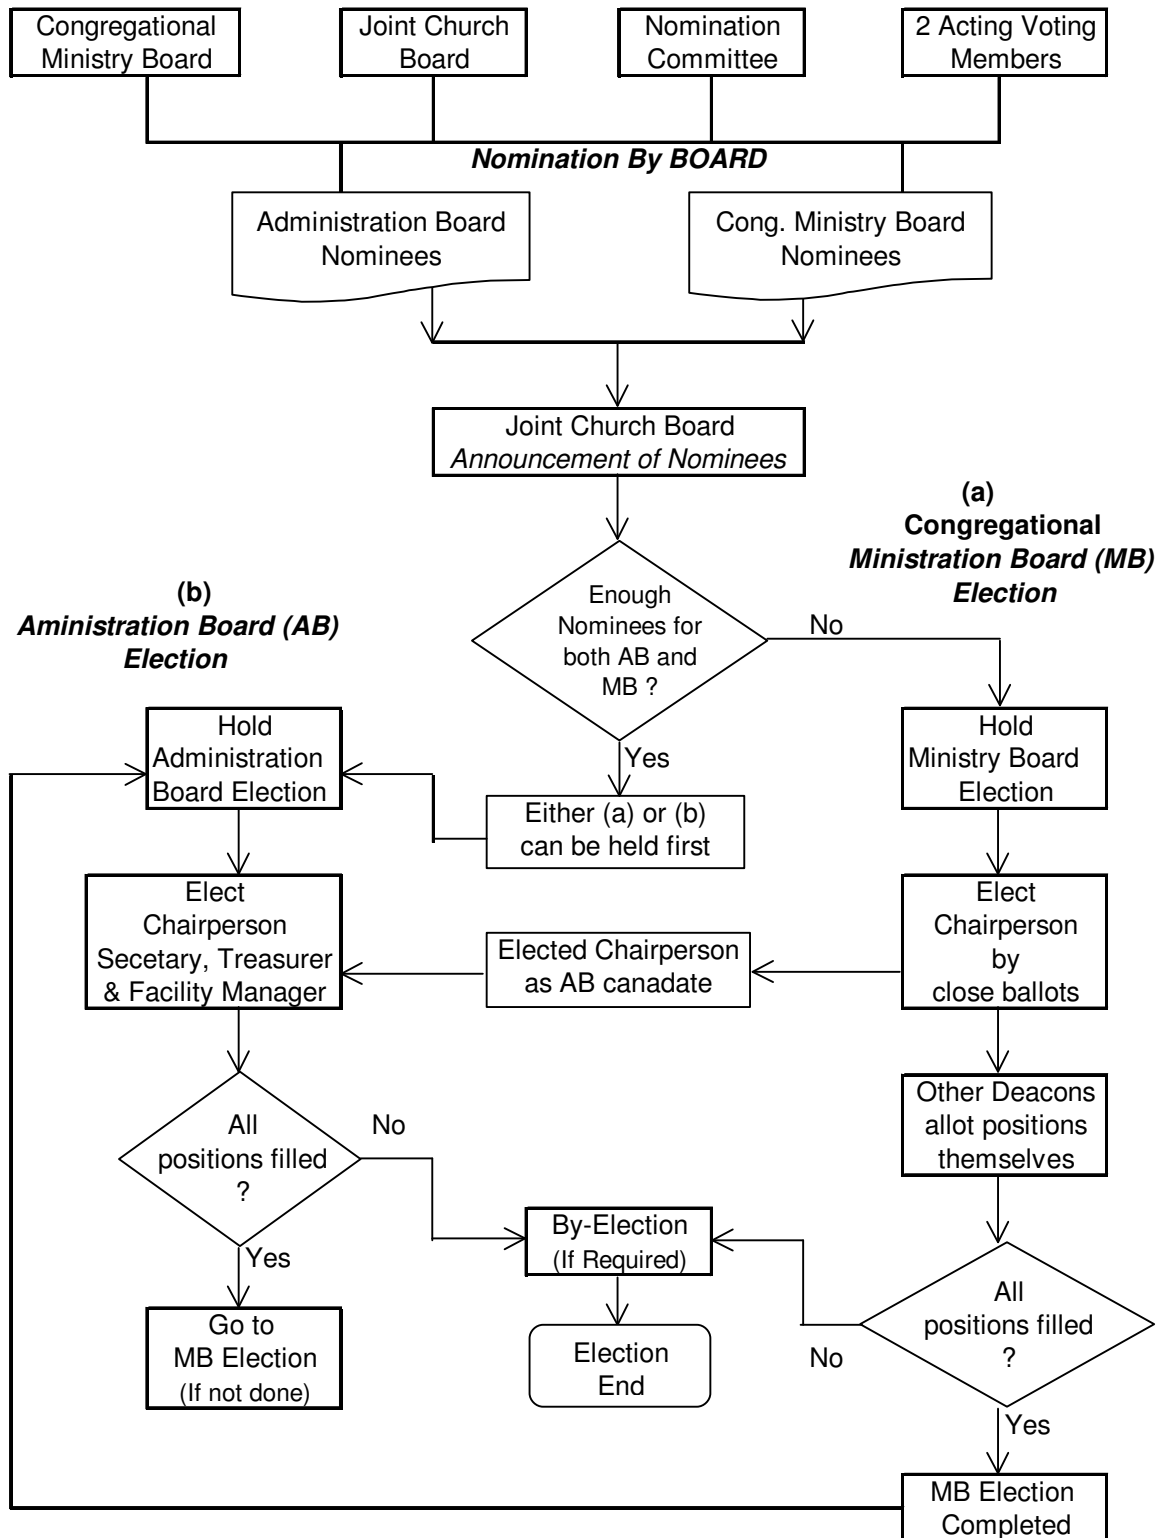 Congregational
Ministry Board
Joint Church
Board
Nomination
Committee
2 Acting Voting
Members
Nomination By BOARD
Administration Board
Nominees
Cong. Ministry Board
Nominees
Joint Church Board
Announcement of Nominees
(a)
Congregational
Ministration Board (MB)
Election
(b)
Aministration Board (AB)
Election
Enough
Nominees for
both AB and
MB ?
No
Yes
Hold
Administration
Board Election
Either (a) or (b)
can be held first
Hold
Ministry Board
Election
Elect
Chairperson
Secetary, Treasurer
& Facility Manager
Elected Chairperson
as AB canadate
Elect
Chairperson
by
close ballots
Other Deacons
allot positions
themselves
All
positions filled
?
No
Yes
By-Election
(If Required)
Go to
MB Election
(If not done)
Election
End
All
positions filled
?
No
Yes
MB Election
Completed